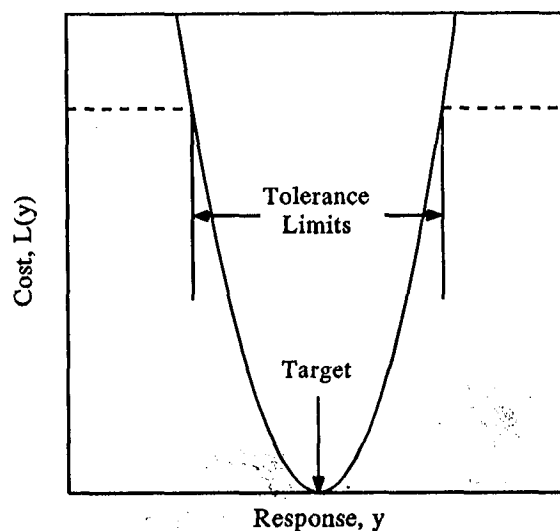 Cost, L(y)
Tolerance
Limits
Target
Response, y